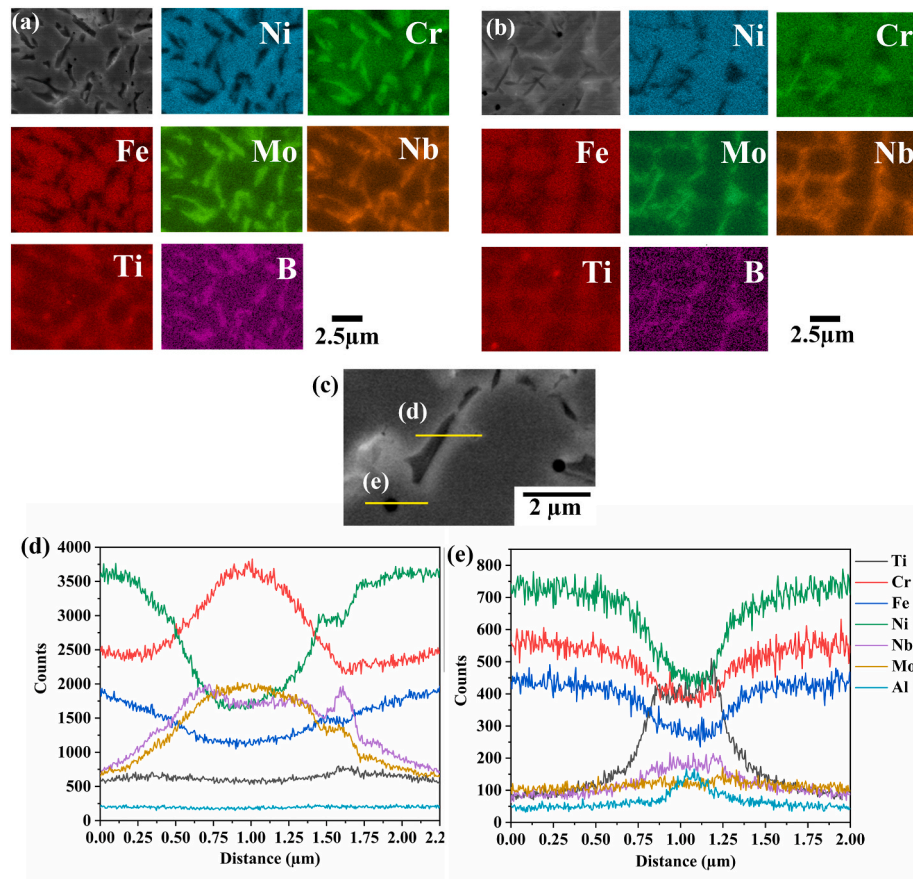 (a)
Ni
Cr
Fe
Mo
Nb
Ti
B
2.5µm
(b)
Ni
Cr
Fe
Mo
Nb
Ti
B
2.5µm
(c)
(d)
(e)
2 µm
(d)
4000
3500
3000
2500
2000
1500
1000
500
0
Counts
0.00 0.25 0.50 0.75 1.00 1.25 1.50 1.75 2.00 2.2
Distance (µm)
(e)
800
700
600
500
400
300
200
100
0
Counts
0.00 0.25 0.50 0.75 1.00 1.25 1.50 1.75 2.00
Distance (µm)
Ti
Cr
Fe
Ni
Nb
Mo
Al